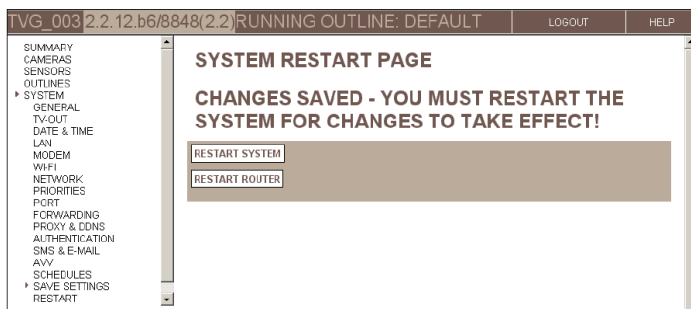 TVG_003 2.2.12.b6/8848(2.2)RUNNING OUTLINE: DEFAULT LOGOUT HELP
SUMMARY
CAMERAS
SENSORS
OUTLINES
SYSTEM
GENERAL
TV-OUT
DATE & TIME
LAN
MODEM
WI-FI
NETWORK
PRIORITIES
PORT
FORWARDING
PROXY & DDNS
AUTHENTICATION
SMS & E-MAIL
AVV
SCHEDULES
SAVE SETTINGS
RESTART
SYSTEM RESTART PAGE
CHANGES SAVED - YOU MUST RESTART THE
SYSTEM FOR CHANGES TO TAKE EFFECT!
RESTART SYSTEM
RESTART ROUTER